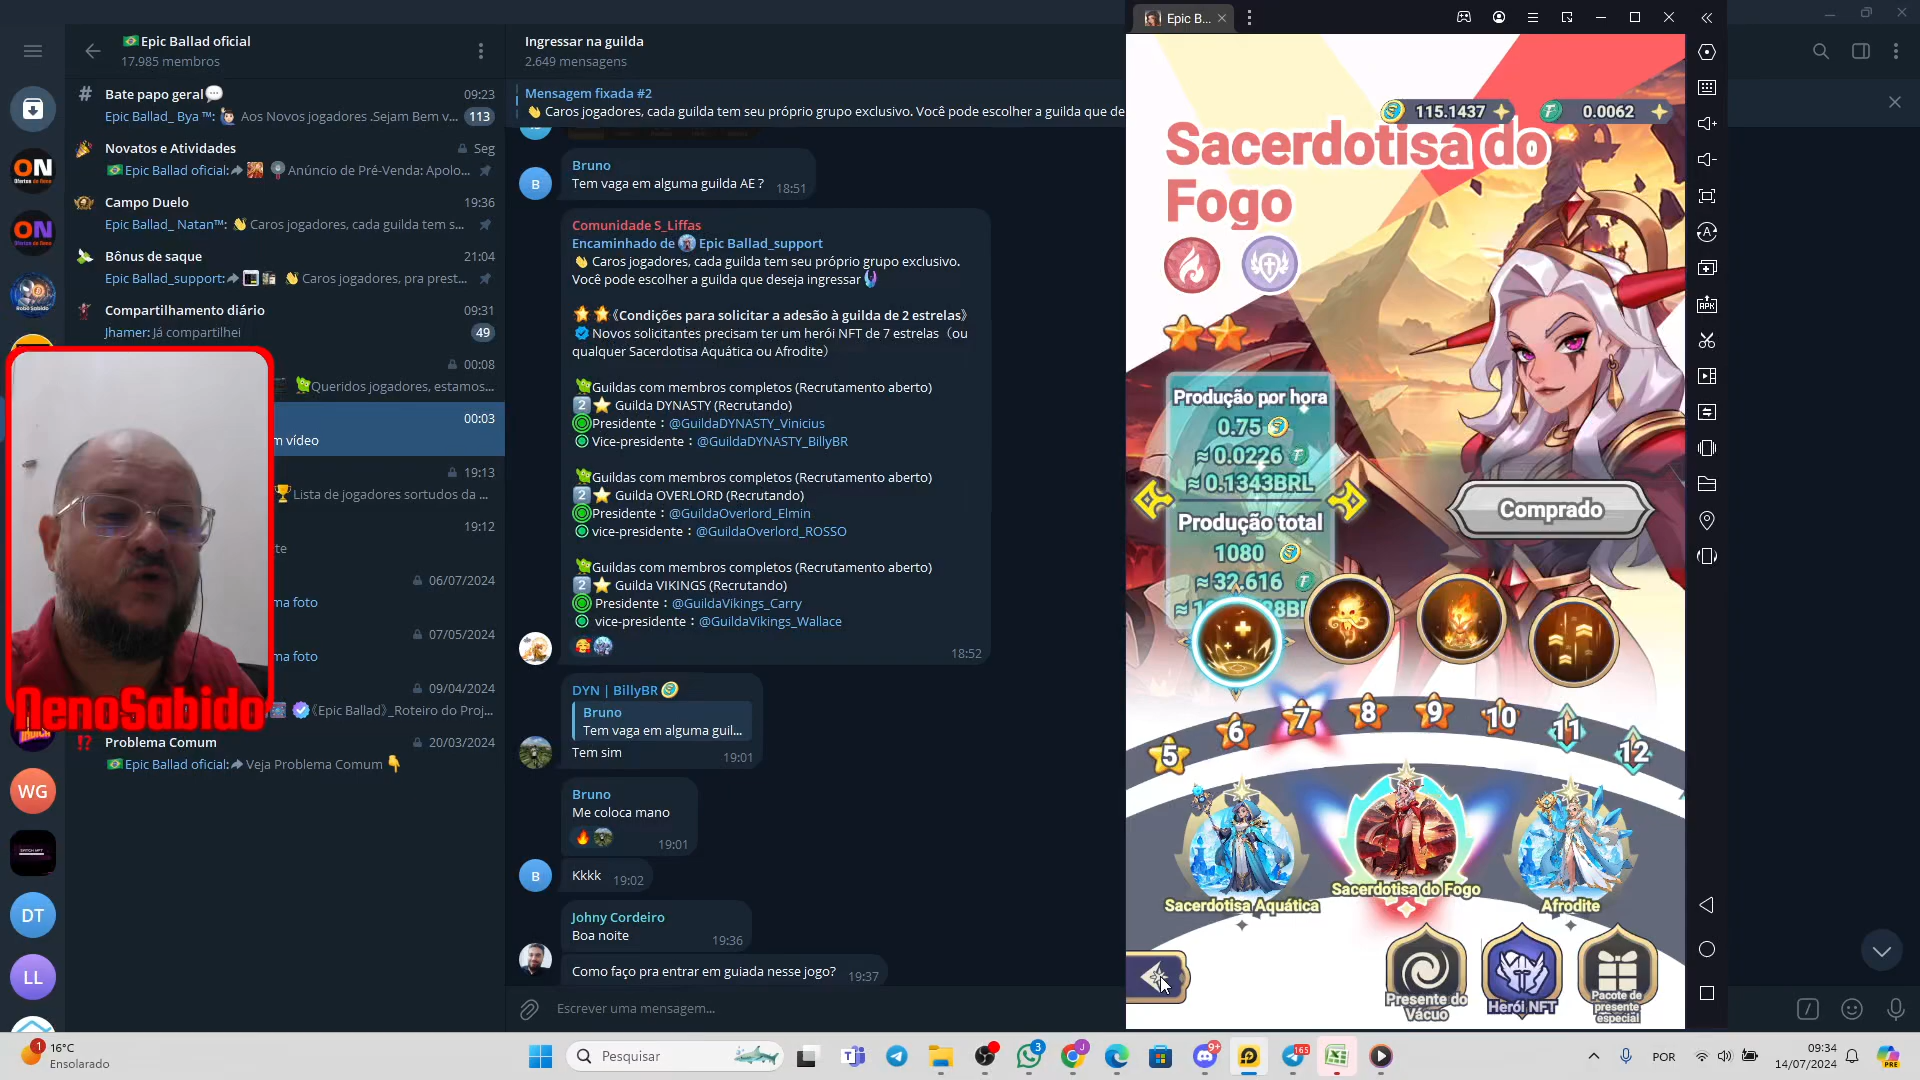 Epic Ballad oficial
17.985 membros
Bate papo geral
09:23
Epic Ballad_ Bya ™: Aos Novos jogadores .Sejam Bem v...
113
Novatos e Atividades
Seg
Epic Ballad oficial: Anúncio de Pré-Venda: Apolo...
Campo Duelo
19:36
Epic Ballad_ Natan™: Caros jogadores, cada guilda tem s...
Bônus de saque
21:04
Epic Ballad_support: Caros jogadores, pra prest...
Compartilhamento diário
09:31
Jhamer: Já compartilhei
49
00:08
Queridos jogadores, estamos...
00:03
m vídeo
19:13
Lista de jogadores sortudos da ...
19:12
te
06/07/2024
na foto
07/05/2024
na foto
09/04/2024
《Epic Ballad》_Roteiro do Proj...
Problema Comum
20/03/2024
Epic Ballad oficial: Veja Problema Comum
ON
ON
WG
DT
LL
NenoSabido
Ingressar na guilda
2.649 mensagens
Mensagem fixada #2
Caros jogadores, cada guilda tem seu próprio grupo exclusivo. Você pode escolher a guilda que de
Bruno
Tem vaga em alguma guilda AE ?
18:51
Comunidade S_Liffas
Encaminhado de Epic Ballad_support
Caros jogadores, cada guilda tem seu próprio grupo exclusivo.
Você pode escolher a guilda que deseja ingressar
《Condições para solicitar a adesão à guilda de 2 estrelas》
Novos solicitantes precisam ter um herói NFT de 7 estrelas（ou
qualquer Sacerdotisa Aquática ou Afrodite）
Guildas com membros completos (Recrutamento aberto)
2 Guilda DYNASTY (Recrutando)
Presidente：@GuildaDYNASTY_Vinicius
Vice-presidente：@GuildaDYNASTY_BillyBR
Guildas com membros completos (Recrutamento aberto)
2 Guilda OVERLORD (Recrutando)
Presidente：@GuildaOverlord_Elmin
vice-presidente：@GuildaOverlord_ROSSO
Guildas com membros completos (Recrutamento aberto)
2 Guilda VIKINGS (Recrutando)
Presidente：@GuildaVikings_Carry
vice-presidente：@GuildaVikings_Wallace
18:52
DYN | BillyBR
Bruno
Tem vaga em alguma guil...
Tem sim
19:01
Bruno
Me coloca mano
19:01
B
Kkkk
19:02
Johny Cordeiro
Boa noite
19:36
Como faço pra entrar em guiada nesse jogo?
19:37
Escrever uma mensagem...
Epic B...
115.1437
0.0062
Sacerdotisa do
Fogo
Produção por hora
0.75
≈0.0226
≈0.1343BRL
Produção total
1080
≈32.616
Comprado
5
6
7
8
9
10
11
12
Sacerdotisa Aquática
Sacerdotisa do Fogo
Afrodite
Presente do
Vácuo
Herói NFT
Pacote de
presente
especial
APK
1
16°C
Ensolarado
Pesquisar
3
9+
165
POR
09:34
14/07/2024
PRE